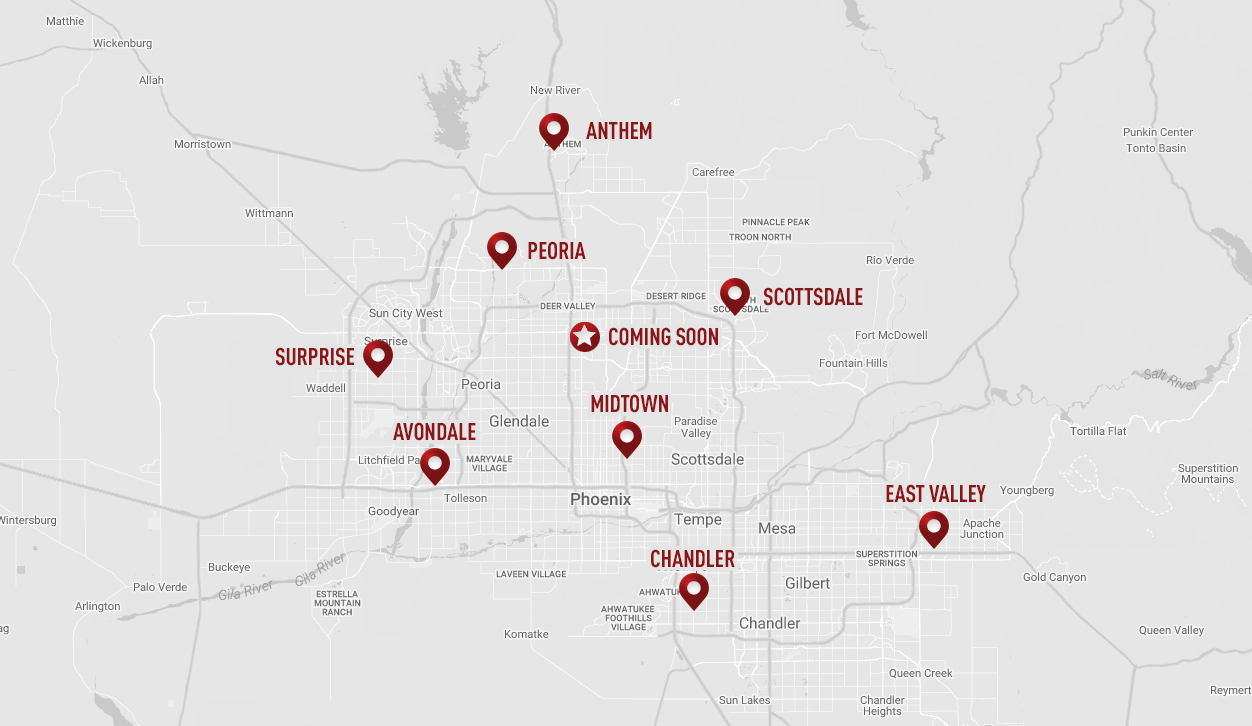 Matthie
Wickenburg
Allah
New River
ANTHEM
Punkin Center
Morristown
Tonto Basin
Carefree
Wittmann
PINNACLE PEAK
TROON NORTH
PEORIA
Rio Verde
DESERT RIDGE
SCOTTSDALE
DEER VALLEY
Sun City West
COMING SOON
Fort McDowell
Surprise
SURPRISE
Fountain Hills
Salt River
Waddell
Peoria
MIDTOWN
Glendale
Paradise
Valley
AVONDALE
Tortilla Flat
Litchfield Pa
MARYVALE
VILLAGE
Scottsdale
Superstition
Mountains
EAST VALLEY
Youngberg
Tolleson
Phoenix
Goodyear
Wintersburg
Tempe
Mesa
Apache
Junction
CHANDLER
SUPERSTITION
SPRINGS
Buckeye
Gila River
LAVEEN VILLAGE
Gold Canyon
Palo Verde
Gila River
Gilbert
ESTRELLA
MOUNTAIN
RANCH
AHWATU
Arlington
AHWATUKEE
FOOTHILLS
VILLAGE
Chandler
ag
Komatke
Queen Valley
Queen Creek
Reymert
Sun Lakes
Chandler
Heights